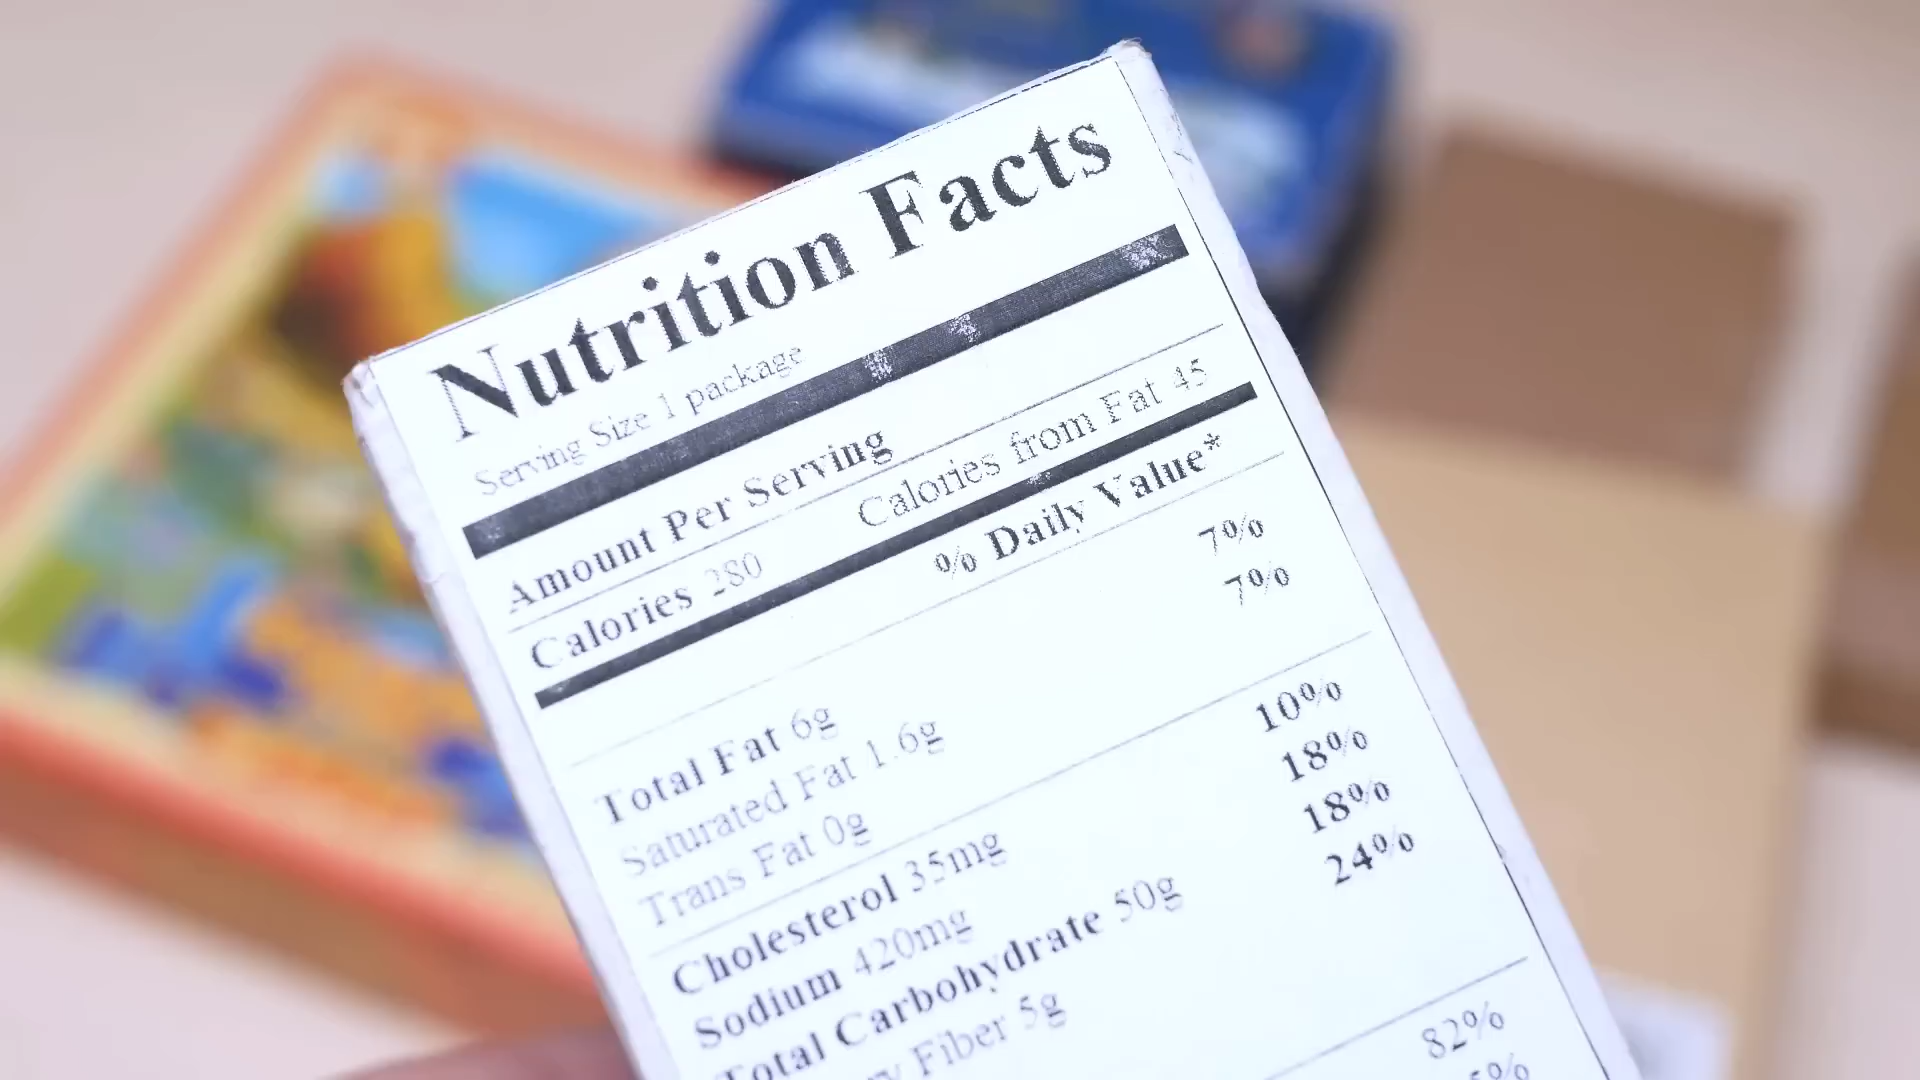 Nutrition Facts
Serving Size 1 package
Amount Per Serving
Calories 280 Calories from Fat 45
% Daily Value*
Total Fat 6g 7%
Saturated Fat 1.6g 7%
Trans Fat 0g
Cholesterol 35mg 10%
Sodium 420mg 18%
Total Carbohydrate 50g 18%
Fiber 5g 24%
82%